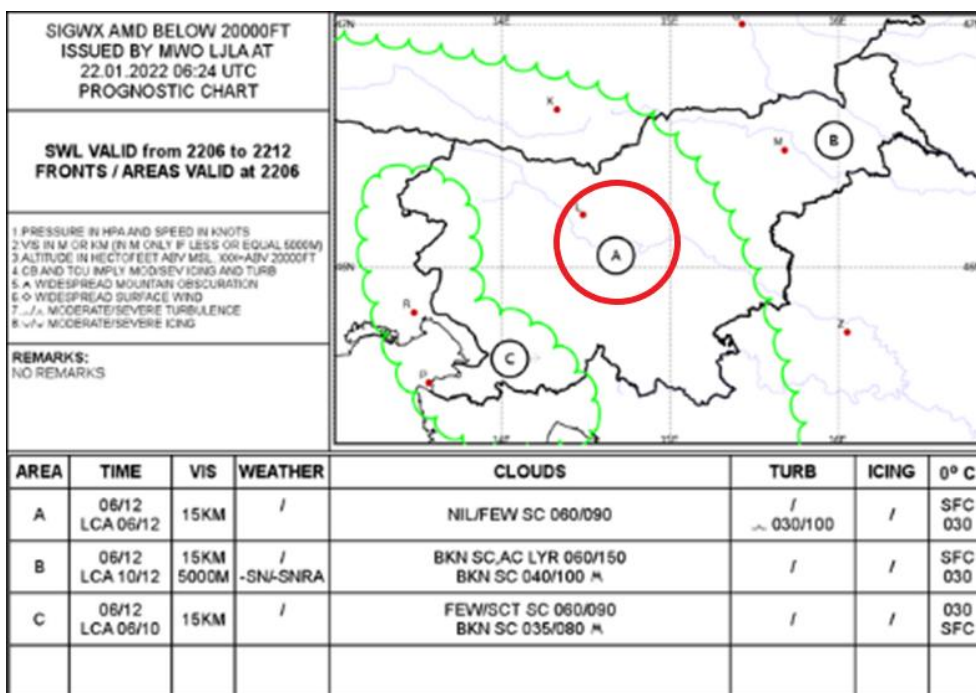 SIGWX AMD BELOW 20000FT
ISSUED BY MWO LJLA AT
22.01.2022 06:24 UTC
PROGNOSTIC CHART
SWL VALID from 2206 to 2212
FRONTS / AREAS VALID at 2206
1 PRESSURE IN HPA AND SPEED IN KNOTS
2 VIS IN M OR KM (IN M ONLY IF LESS OR EQUAL 5000M)
3 ALTITUDE IN HECTOFEET ABV MSL, XXX=ABV 20000FT
4 CB AND TCU IMPLY MOD/SEV ICING AND TURB
5 WIDESPREAD MOUNTAIN OBSCURATION
6 WIDESPREAD SURFACE WIND
7 MODERATE/SEVERE TURBULENCE
8 MODERATE/SEVERE ICING
REMARKS:
NO REMARKS
47N 14E 15E 16E
K
M
B
A
46N
R
Z
C
P
14E 15E 16E
AREA TIME VIS WEATHER CLOUDS TURB ICING 0° C
A 06/12 15KM / NIL/FEW SC 060/090 / / SFC
LCA 06/12 030/100 030
B 06/12 15KM / BKN SC,AC LYR 060/150 / / SFC
LCA 10/12 5000M -SN/-SNRA BKN SC 040/100 030
C 06/12 15KM / FEW/SCT SC 060/090 / / 030
LCA 06/10 BKN SC 035/080 SFC